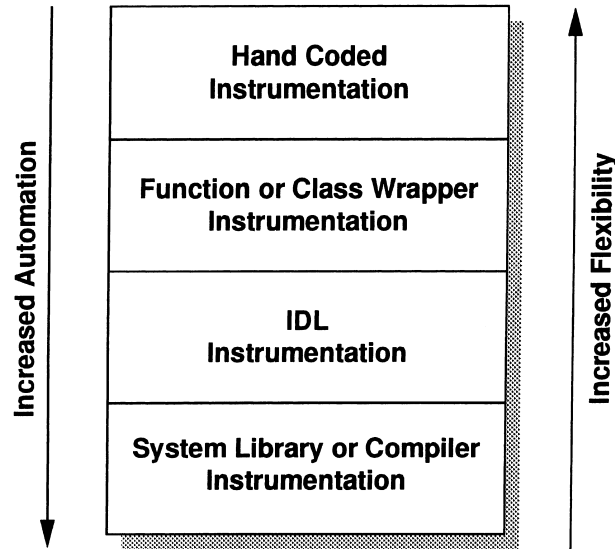 Hand Coded
Instrumentation
Function or Class Wrapper
Instrumentation
IDL
Instrumentation
System Library or Compiler
Instrumentation
Increased Automation
Increased Flexibility